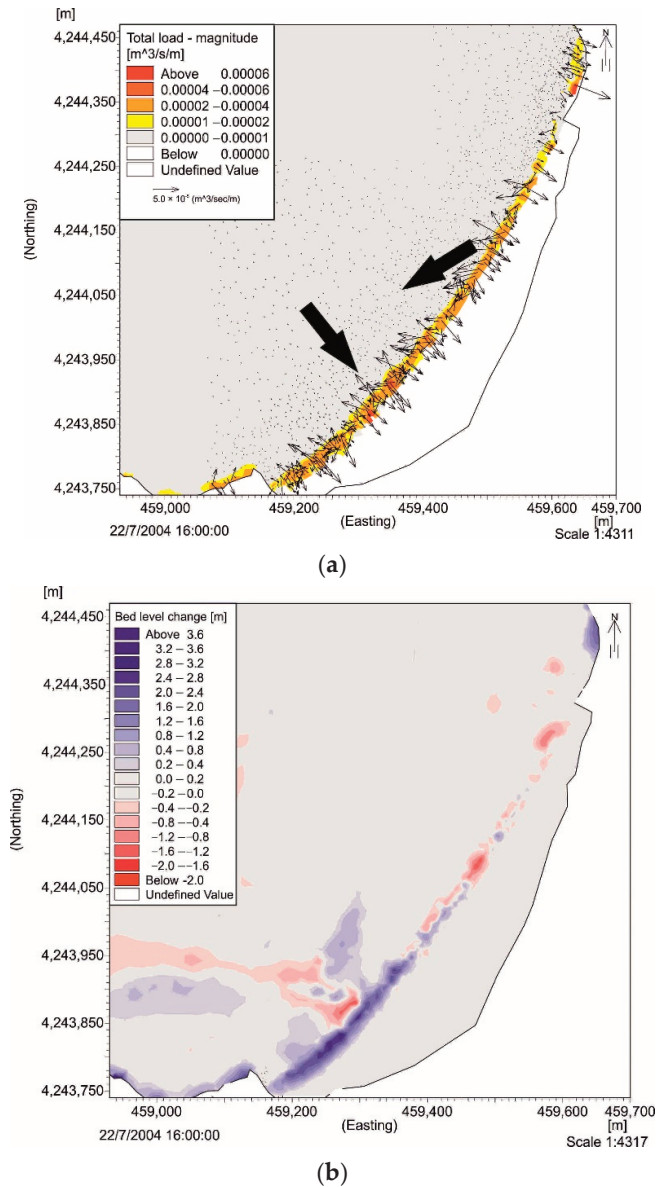 [m]
4,244,450
4,244,350
4,244,250
4,244,150
4,244,050
4,243,950
4,243,850
4,243,750
(Northing)
Total load - magnitude
[m^3/s/m]
Above 0.00006
0.00004 –0.00006
0.00002 –0.00004
0.00001 –0.00002
0.00000 –0.00001
Below 0.00000
Undefined Value
5.0 × 10⁻⁵ (m^3/sec/m)
N
459,000 459,200 459,400 459,600 459,700
(Easting) [m]
22/7/2004 16:00:00 Scale 1:4311
(a)
[m]
4,244,450
4,244,350
4,244,250
4,244,150
4,244,050
4,243,950
4,243,850
4,243,750
(Northing)
Bed level change [m]
Above 3.6
3.2 – 3.6
2.8 – 3.2
2.4 – 2.8
2.0 – 2.4
1.6 – 2.0
1.2 – 1.6
0.8 – 1.2
0.4 – 0.8
0.2 – 0.4
0.0 – 0.2
–0.2 – 0.0
–0.4 ––0.2
–0.8 ––0.4
–1.2 ––0.8
–1.6 ––1.2
–2.0 ––1.6
Below -2.0
Undefined Value
N
459,000 459,200 459,400 459,600 459,700
(Easting) [m]
22/7/2004 16:00:00 Scale 1:4317
(b)